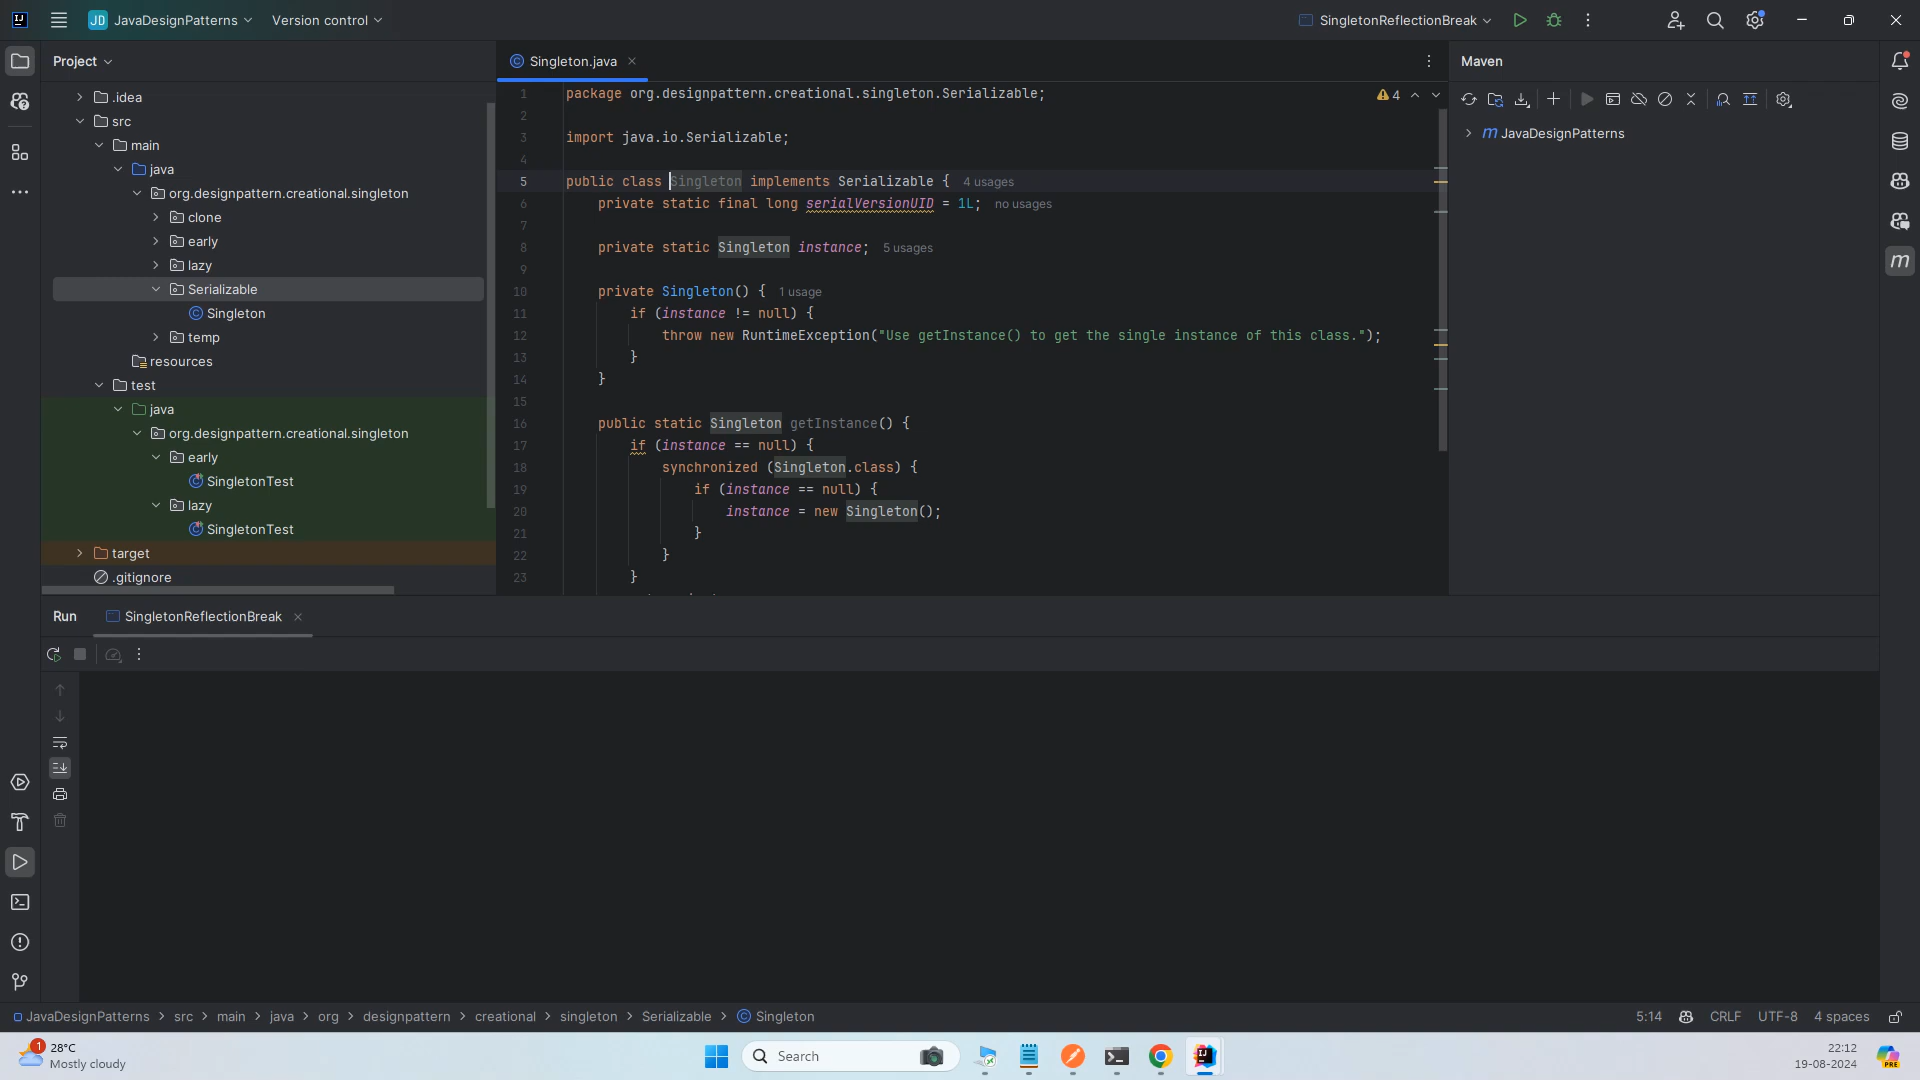 JD JavaDesignPatterns Version control SingletonReflectionBreak
Project
.idea
src
main
java
org.designpattern.creational.singleton
clone
early
lazy
Serializable
Singleton
temp
resources
test
java
org.designpattern.creational.singleton
early
SingletonTest
lazy
SingletonTest
target
.gitignore
Singleton.java
4
1 package org.designpattern.creational.singleton.Serializable;
2
3 import java.io.Serializable;
4
5 public class Singleton implements Serializable { 4 usages
6 private static final long serialVersionUID = 1L; no usages
7
8 private static Singleton instance; 5 usages
9
10 private Singleton() { 1 usage
11 if (instance != null) {
12 throw new RuntimeException("Use getInstance() to get the single instance of this class.");
13 }
14 }
15
16 public static Singleton getInstance() {
17 if (instance == null) {
18 synchronized (Singleton.class) {
19 if (instance == null) {
20 instance = new Singleton();
21 }
22 }
23 }
Maven
m JavaDesignPatterns
m
Run SingletonReflectionBreak
JavaDesignPatterns > src > main > java > org > designpattern > creational > singleton > Serializable > Singleton
5:14 CRLF UTF-8 4 spaces
1
28°C
Mostly cloudy
Search
22:12
19-08-2024
PRE